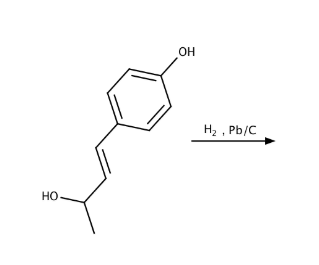 OH
H₂ , Pb/C
HO